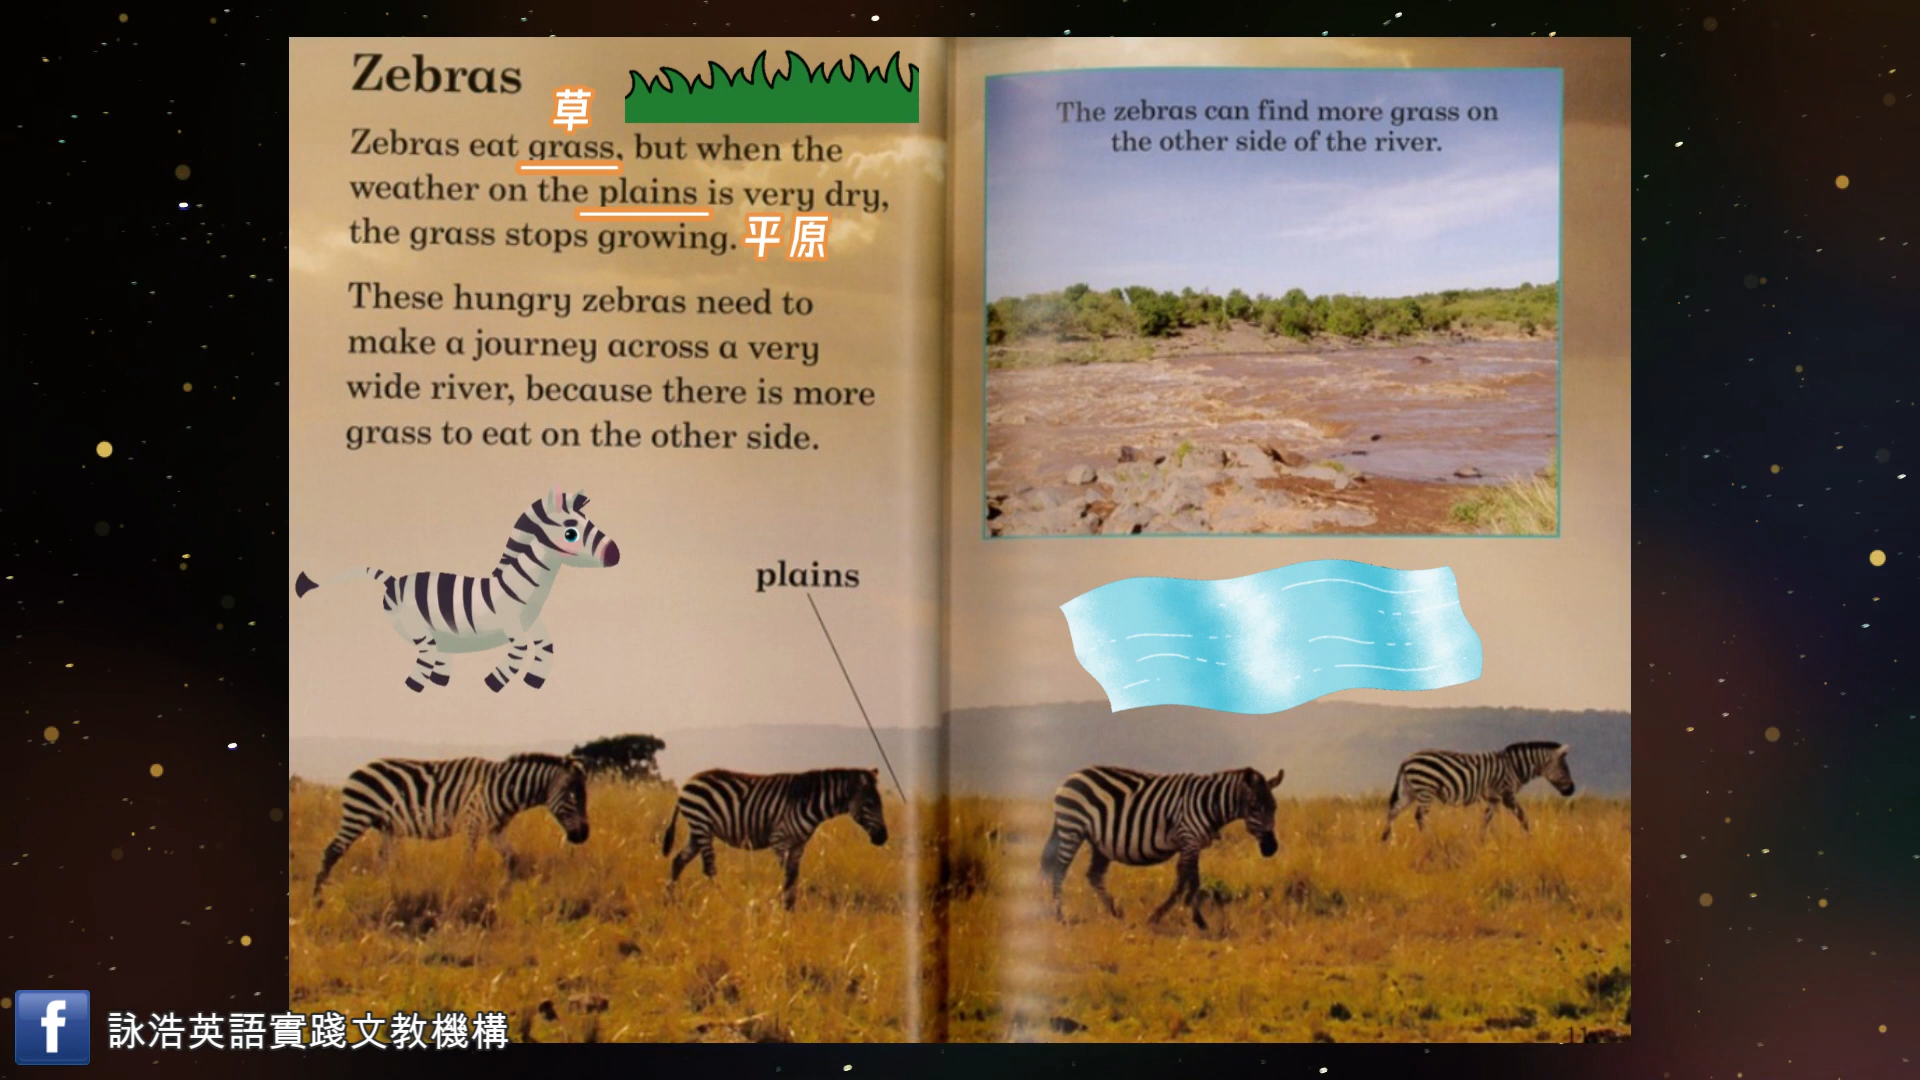 Zebras
草
Zebras eat grass, but when the
weather on the plains is very dry,
the grass stops growing.
平原
These hungry zebras need to
make a journey across a very
wide river, because there is more
grass to eat on the other side.
plains
The zebras can find more grass on
the other side of the river.
11
f
詠浩英語實踐文教機構